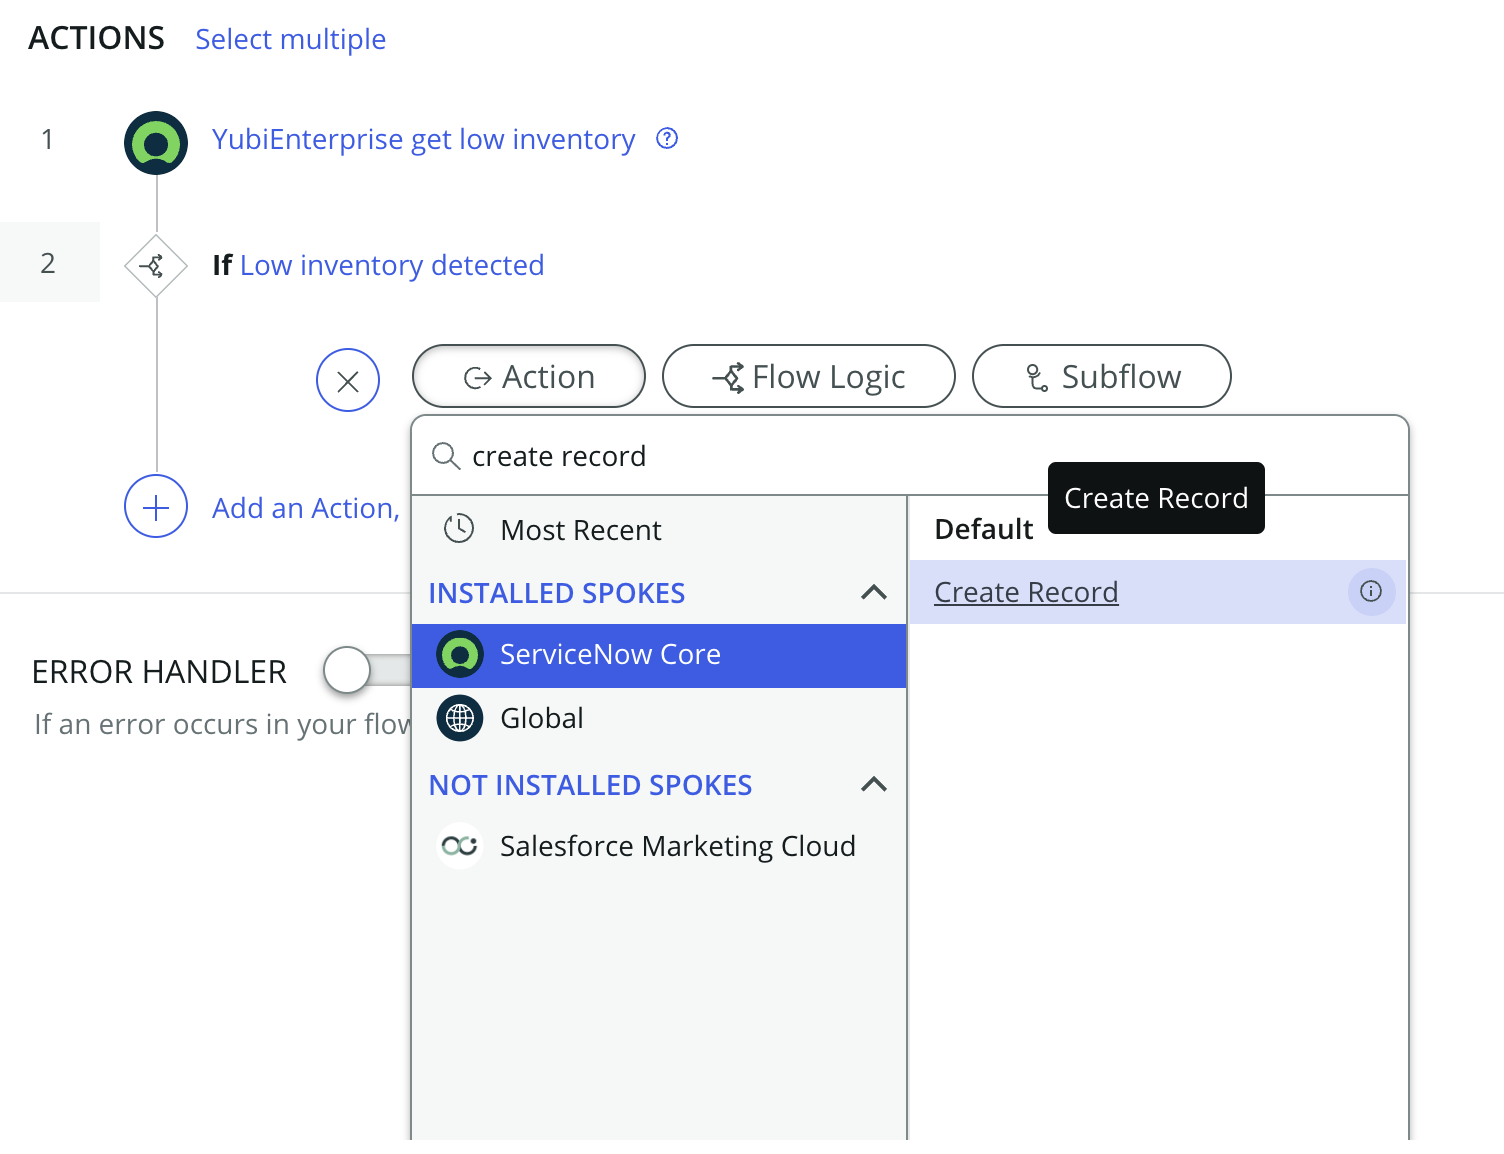 ACTIONS Select multiple
1 YubiEnterprise get low inventory
2 If Low inventory detected
Action Flow Logic Subflow
create record
Create Record
Add an Action,
Most Recent
INSTALLED SPOKES
ServiceNow Core
Global
NOT INSTALLED SPOKES
Salesforce Marketing Cloud
Default
Create Record
ERROR HANDLER
If an error occurs in your flow